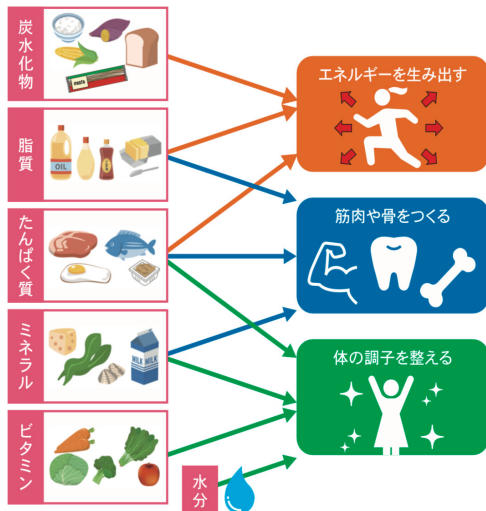 炭水化物
pasta
脂質
OIL
たんぱく質
ミネラル
MILK MILK
ビタミン
水分
エネルギーを生み出す
筋肉や骨をつくる
体の調子を整える